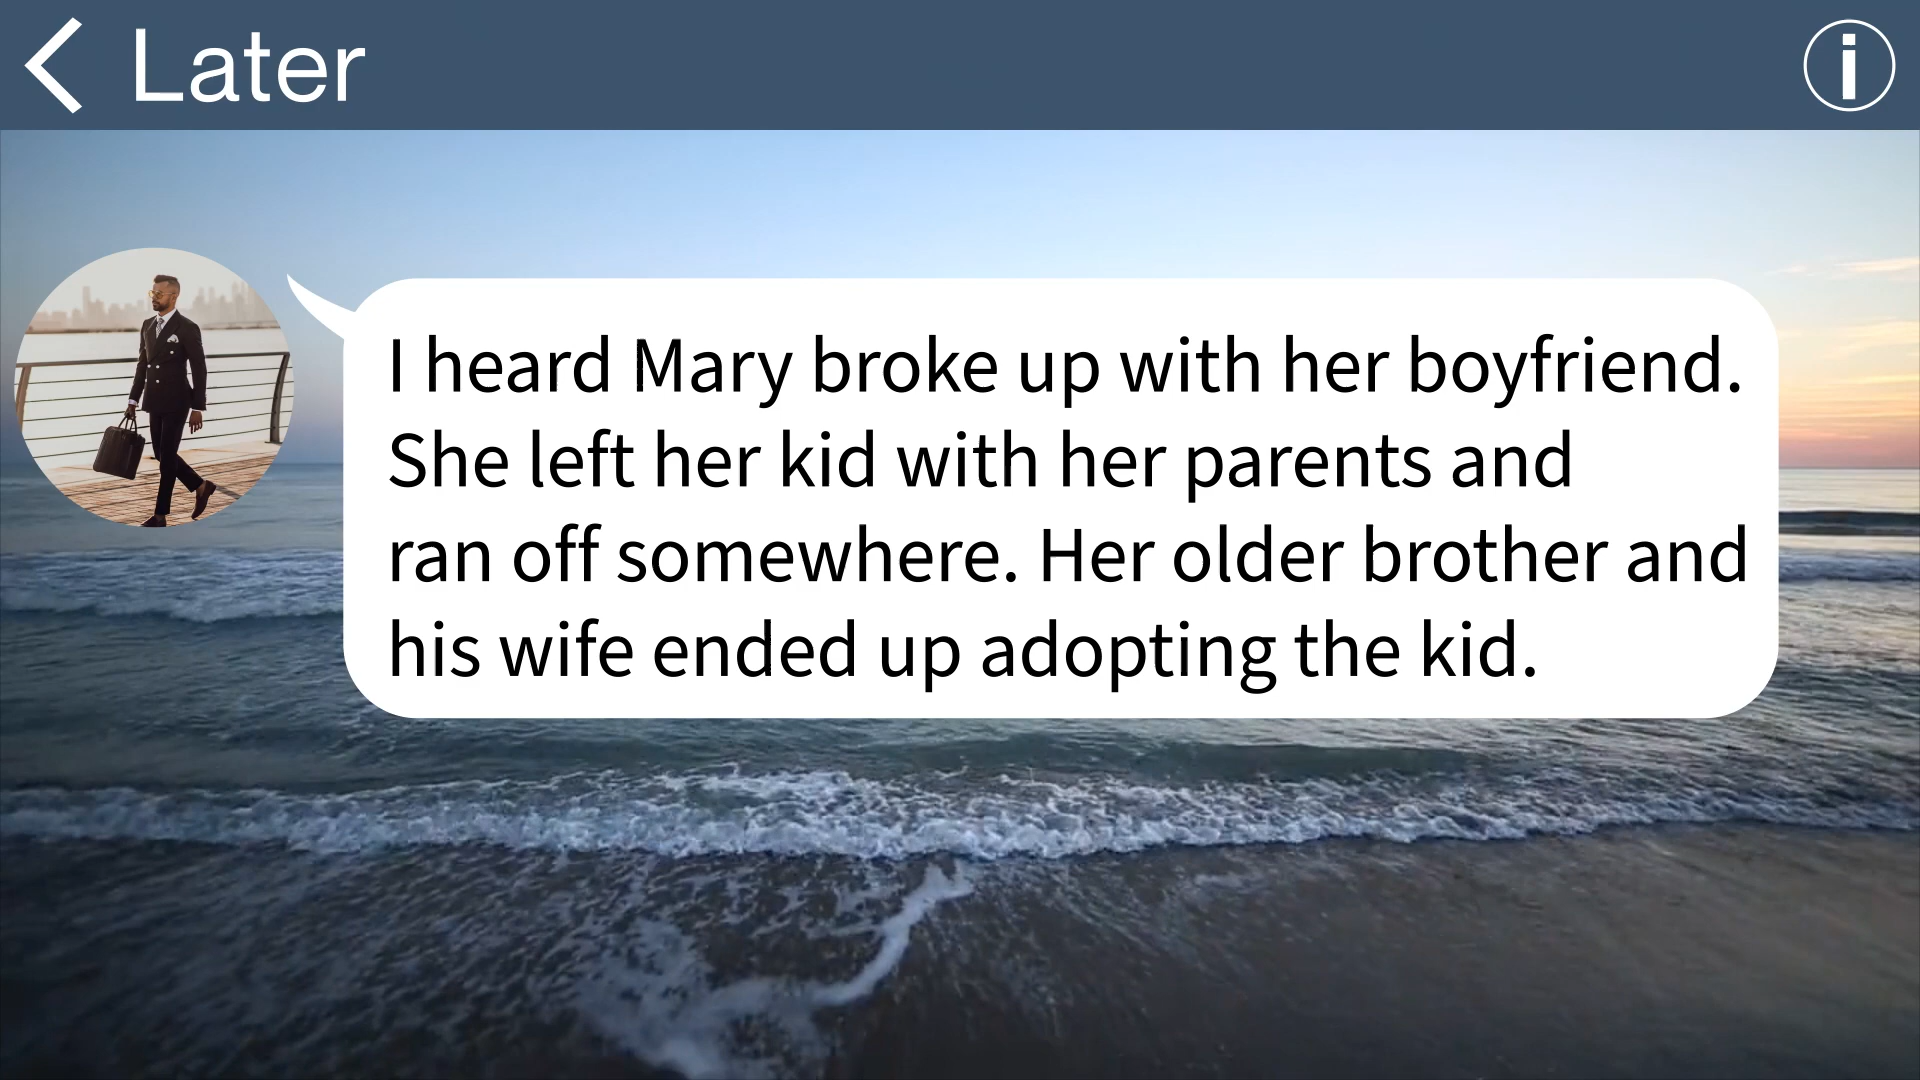 Later
I heard Mary broke up with her boyfriend.
She left her kid with her parents and
ran off somewhere. Her older brother and
his wife ended up adopting the kid.